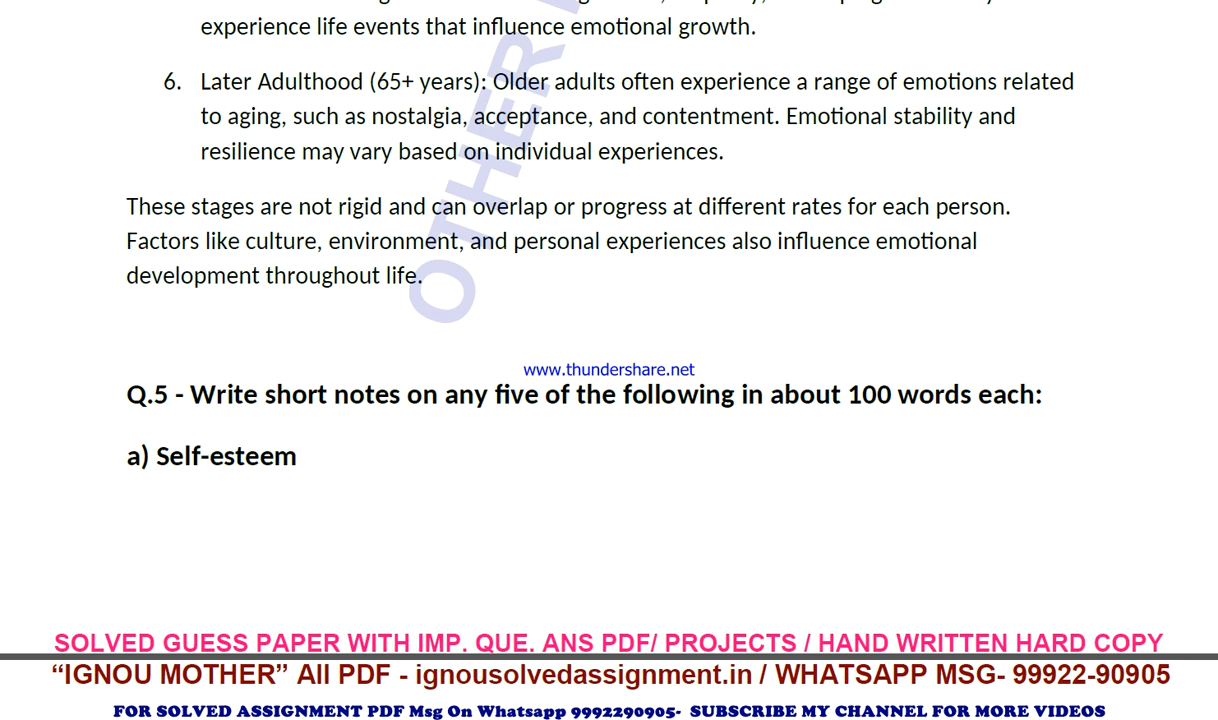 experience life events that influence emotional growth.
6. Later Adulthood (65+ years): Older adults often experience a range of emotions related
to aging, such as nostalgia, acceptance, and contentment. Emotional stability and
resilience may vary based on individual experiences.
These stages are not rigid and can overlap or progress at different rates for each person.
Factors like culture, environment, and personal experiences also influence emotional
development throughout life.
OTHER
www.thundershare.net
Q.5 - Write short notes on any five of the following in about 100 words each:
a) Self-esteem
SOLVED GUESS PAPER WITH IMP. QUE. ANS PDF/ PROJECTS / HAND WRITTEN HARD COPY
“IGNOU MOTHER” All PDF - ignousolvedassignment.in / WHATSAPP MSG- 99922-90905
FOR SOLVED ASSIGNMENT PDF Msg On Whatsapp 9992290905- SUBSCRIBE MY CHANNEL FOR MORE VIDEOS